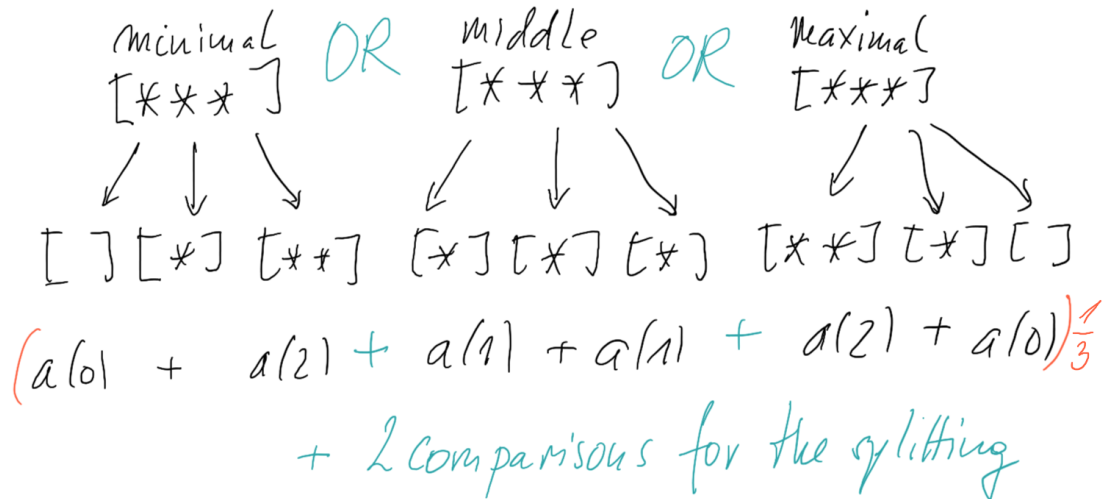 minimal OR middle OR maximal
[***] [***] [***]
[ ] [*] [**] [*] [*] [*] [**] [*] [ ]
(a(0) + a(2) + a(1) + a(1) + a(2) + a(0)) 1/3
+ 2 comparisons for the splitting